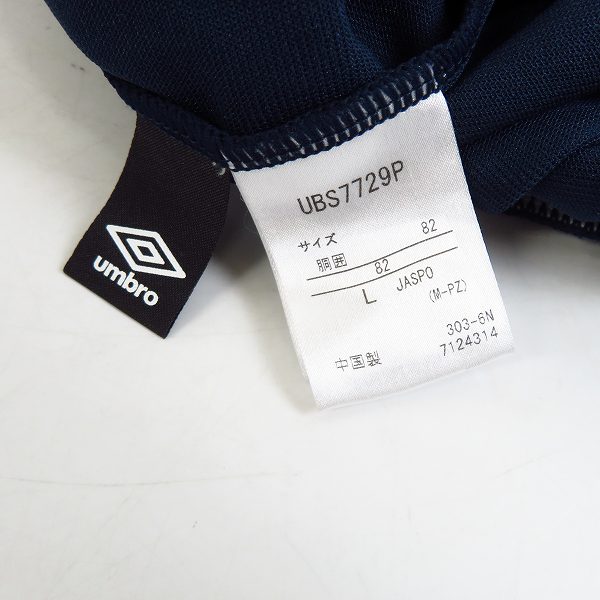 umbro
UBS7729P
サイズ 82
胴囲 82
L JASPO
(M-PZ)
303-6N
中国製 7124314